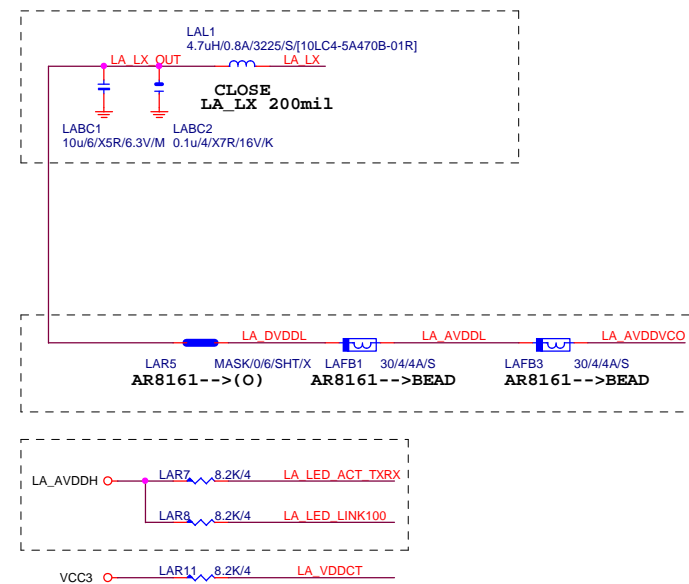 LAL1
4.7uH/0.8A/3225/S/[10LC4-5A470B-01R]
LA_LX_OUT LA_LX
CLOSE
LA_LX 200mil
LABC1 LABC2
10u/6/X5R/6.3V/M 0.1u/4/X7R/16V/K
LA_DVDDL LA_AVDDL LA_AVDDVCO
LAR5 MASK/0/6/SHT/X LAFB1 30/4/4A/S LAFB3 30/4/4A/S
AR8161-->(O) AR8161-->BEAD AR8161-->BEAD
LA_AVDDH LAR7 8.2K/4 LA_LED_ACT_TXRX
LAR8 8.2K/4 LA_LED_LINK100
VCC3 LAR11 8.2K/4 LA_VDDCT